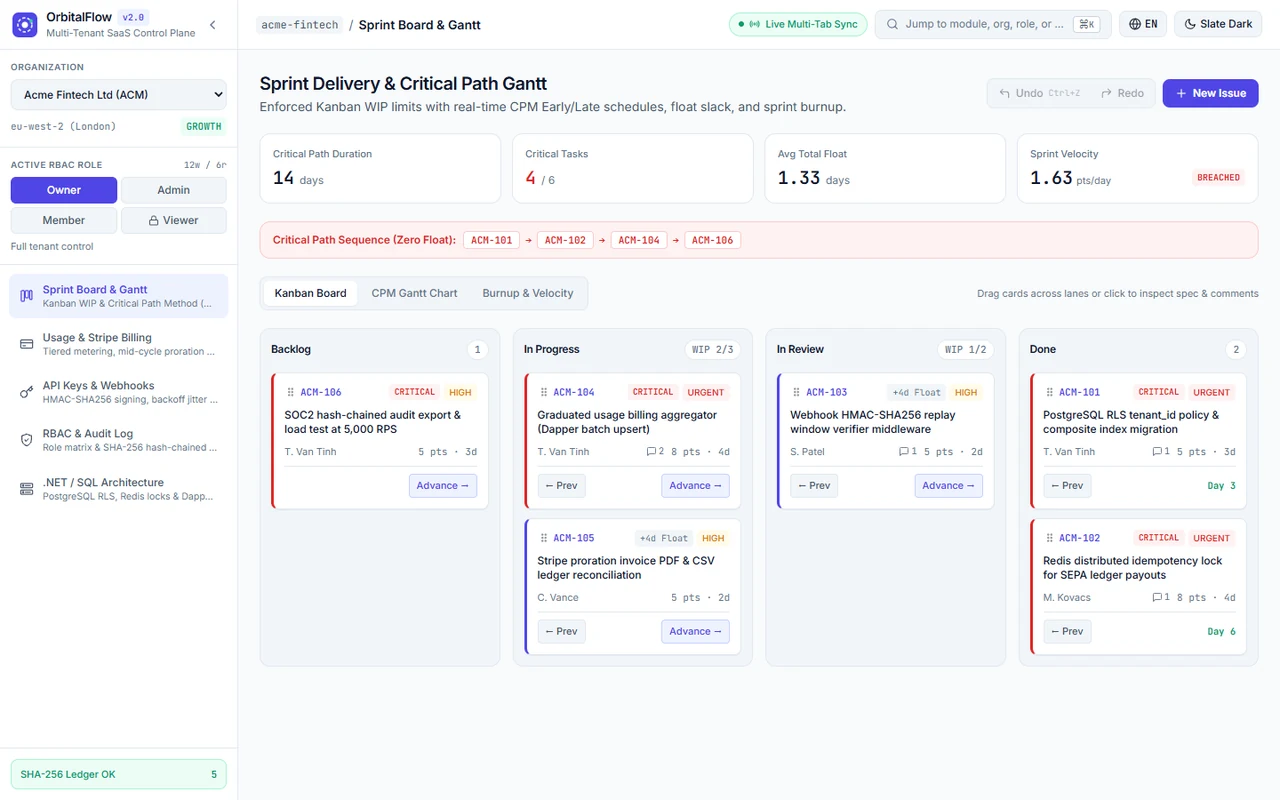 OrbitalFlow v2.0
Multi-Tenant SaaS Control Plane
ORGANIZATION
Acme Fintech Ltd (ACM)
eu-west-2 (London) GROWTH
ACTIVE RBAC ROLE 12w / 6r
Owner Admin
Member Viewer
Full tenant control
Sprint Board & Gantt
Kanban WIP & Critical Path Method (...
Usage & Stripe Billing
Tiered metering, mid-cycle proration ...
API Keys & Webhooks
HMAC-SHA256 signing, backoff jitter ...
RBAC & Audit Log
Role matrix & SHA-256 hash-chained ...
.NET / SQL Architecture
PostgreSQL RLS, Redis locks & Dapp...
SHA-256 Ledger OK 5
acme-fintech / Sprint Board & Gantt
Live Multi-Tab Sync
Jump to module, org, role, or ... ⌘K
EN
Slate Dark
Sprint Delivery & Critical Path Gantt
Enforced Kanban WIP limits with real-time CPM Early/Late schedules, float slack, and sprint burnup.
Undo Ctrl+Z Redo
+ New Issue
Critical Path Duration
14 days
Critical Tasks
4 / 6
Avg Total Float
1.33 days
Sprint Velocity
1.63 pts/day BREACHED
Critical Path Sequence (Zero Float): ACM-101 → ACM-102 → ACM-104 → ACM-106
Kanban Board CPM Gantt Chart Burnup & Velocity
Drag cards across lanes or click to inspect spec & comments
Backlog 1
ACM-106 CRITICAL HIGH
SOC2 hash-chained audit export &
load test at 5,000 RPS
T. Van Tinh 5 pts · 3d
Advance →
In Progress WIP 2/3
ACM-104 CRITICAL URGENT
Graduated usage billing aggregator
(Dapper batch upsert)
T. Van Tinh 2 8 pts · 4d
← Prev Advance →
ACM-105 +4d Float HIGH
Stripe proration invoice PDF & CSV
ledger reconciliation
C. Vance 5 pts · 2d
← Prev Advance →
In Review WIP 1/2
ACM-103 +4d Float HIGH
Webhook HMAC-SHA256 replay
window verifier middleware
S. Patel 1 5 pts · 2d
← Prev Advance →
Done 2
ACM-101 CRITICAL URGENT
PostgreSQL RLS tenant_id policy &
composite index migration
T. Van Tinh 1 5 pts · 3d
← Prev Day 3
ACM-102 CRITICAL URGENT
Redis distributed idempotency lock
for SEPA ledger payouts
M. Kovacs 1 8 pts · 4d
← Prev Day 6